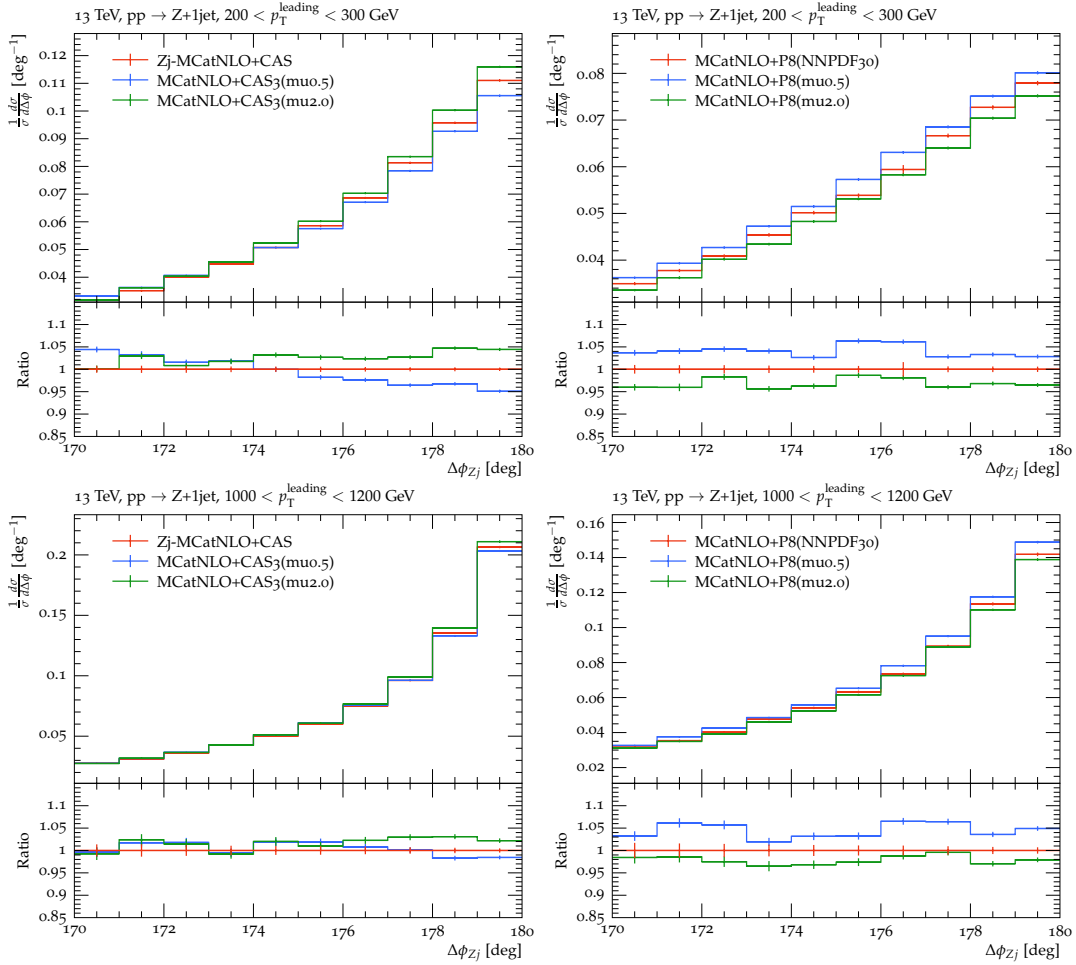 13 TeV, pp → Z+1jet, 200 < p_T^leading < 300 GeV
1/σ dσ/dΔϕ [deg⁻¹]
Zj-MCatNLO+CAS
MCatNLO+CAS3(mu0.5)
MCatNLO+CAS3(mu2.0)
0.12
0.11
0.1
0.09
0.08
0.07
0.06
0.05
0.04
Ratio
1.1
1.05
1
0.95
0.9
0.85
170 172 174 176 178 180
Δϕ_Zj [deg]
13 TeV, pp → Z+1jet, 200 < p_T^leading < 300 GeV
1/σ dσ/dΔϕ [deg⁻¹]
MCatNLO+P8(NNPDF30)
MCatNLO+P8(mu0.5)
MCatNLO+P8(mu2.0)
0.08
0.07
0.06
0.05
0.04
Ratio
1.1
1.05
1
0.95
0.9
0.85
170 172 174 176 178 180
Δϕ_Zj [deg]
13 TeV, pp → Z+1jet, 1000 < p_T^leading < 1200 GeV
1/σ dσ/dΔϕ [deg⁻¹]
Zj-MCatNLO+CAS
MCatNLO+CAS3(mu0.5)
MCatNLO+CAS3(mu2.0)
0.2
0.15
0.1
0.05
Ratio
1.1
1.05
1
0.95
0.9
0.85
170 172 174 176 178 180
Δϕ_Zj [deg]
13 TeV, pp → Z+1jet, 1000 < p_T^leading < 1200 GeV
1/σ dσ/dΔϕ [deg⁻¹]
MCatNLO+P8(NNPDF30)
MCatNLO+P8(mu0.5)
MCatNLO+P8(mu2.0)
0.16
0.14
0.12
0.1
0.08
0.06
0.04
0.02
Ratio
1.1
1.05
1
0.95
0.9
0.85
170 172 174 176 178 180
Δϕ_Zj [deg]